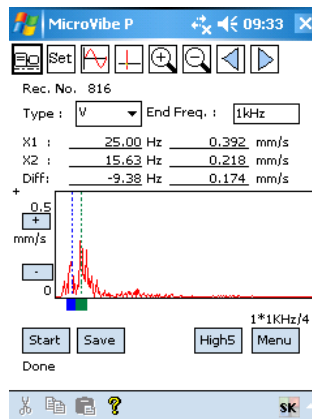 MicroVibe P 09:33
Set
Rec. No. 816
Type : V End Freq. : 1kHz
X1 : 25.00 Hz 0.392 mm/s
X2 : 15.63 Hz 0.218 mm/s
Diff: -9.38 Hz 0.174 mm/s
+
0.5
+
mm/s
-
0
1*1KHz/4
Start Save High5 Menu
Done
SK